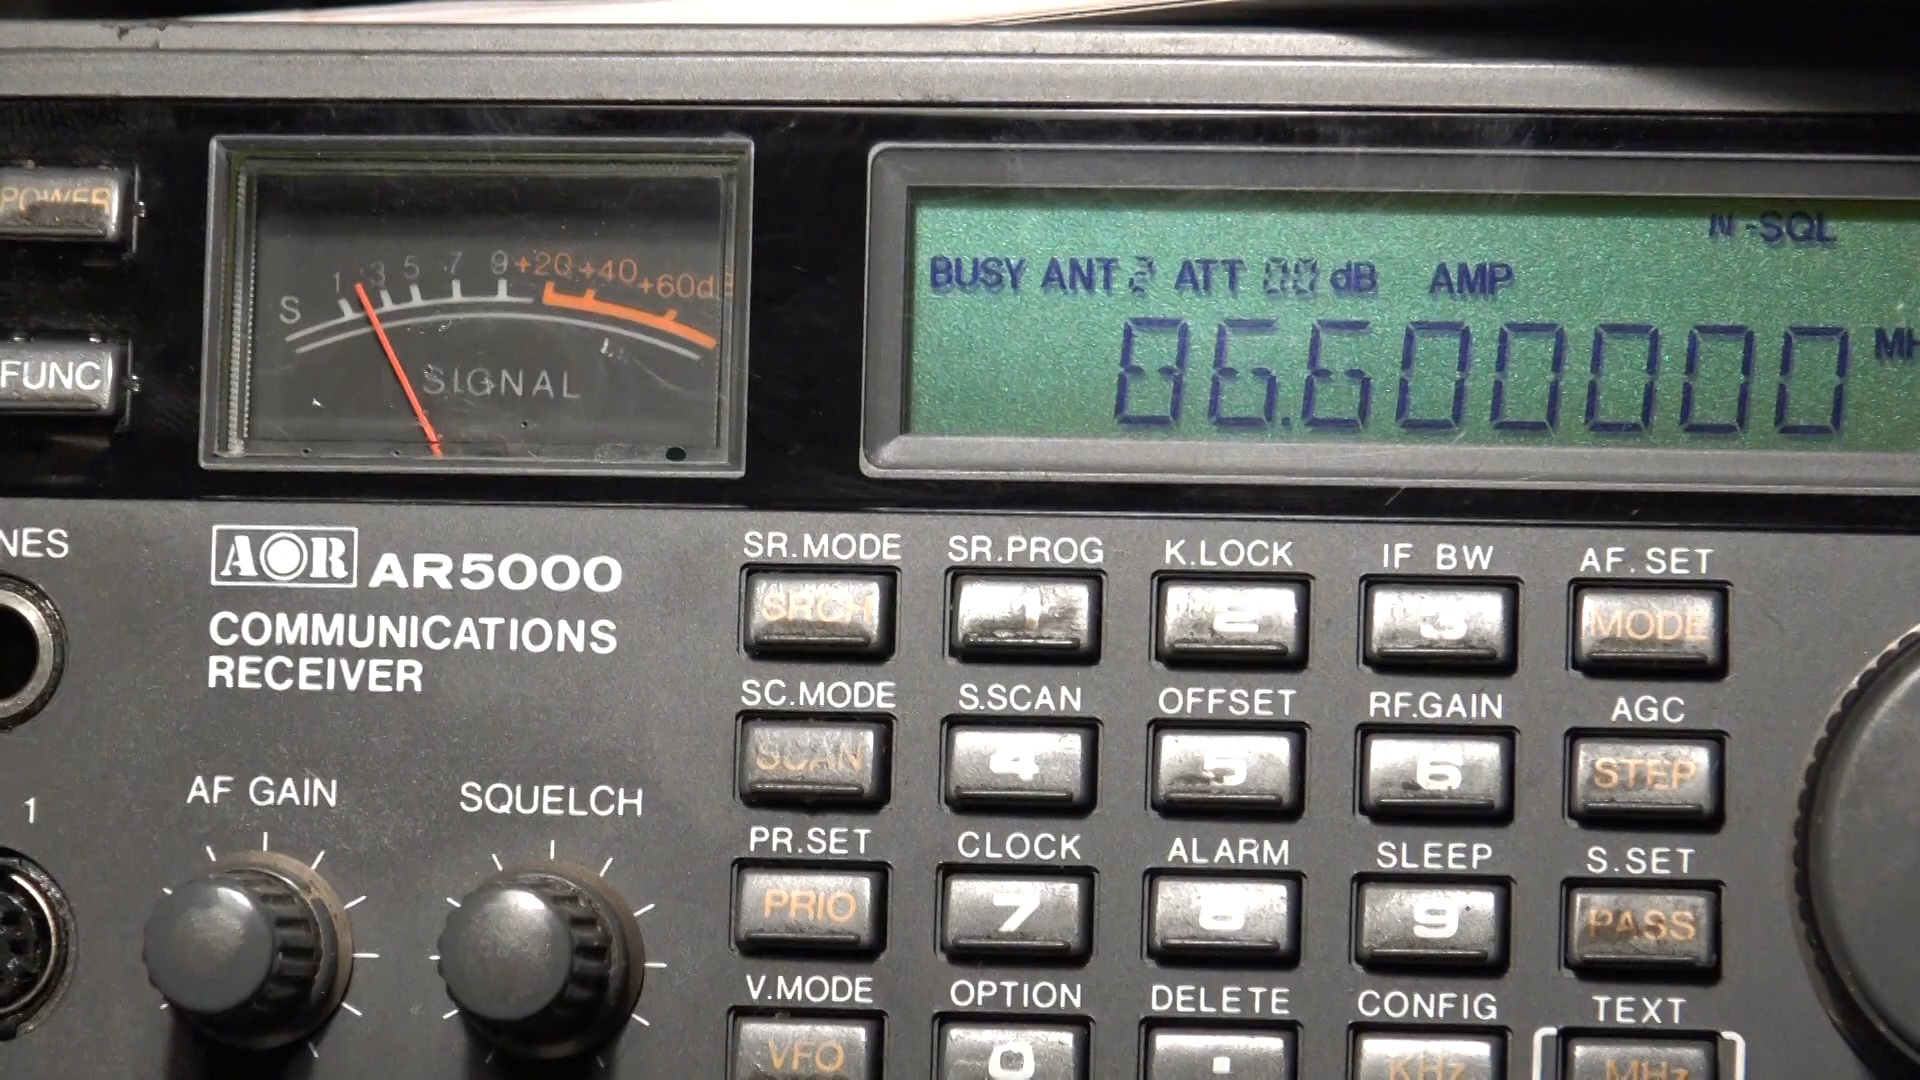 N-SQL
POWER
BUSY ANT 2 ATT 00 dB AMP
1 3 5 7 9 +20 +40 +60dB
S
86.600000 MH
FUNC
SIGNAL
NES
AOR AR5000
COMMUNICATIONS
RECEIVER
SR.MODE SR.PROG K.LOCK IF BW AF.SET
SRCH 1 2 3 MODE
SC.MODE S.SCAN OFFSET RF.GAIN AGC
SCAN 4 5 6 STEP
1 AF GAIN SQUELCH
PR.SET CLOCK ALARM SLEEP S.SET
PRIO 7 8 9 PASS
V.MODE OPTION DELETE CONFIG TEXT
VFO 0 . KHz MHz